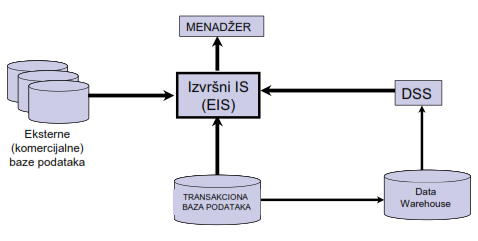 MENADŽER
Izvršni IS
(EIS)
DSS
Eksterne
(komercijalne)
baze podataka
TRANSAKCIONA
BAZA PODATAKA
Data
Warehouse